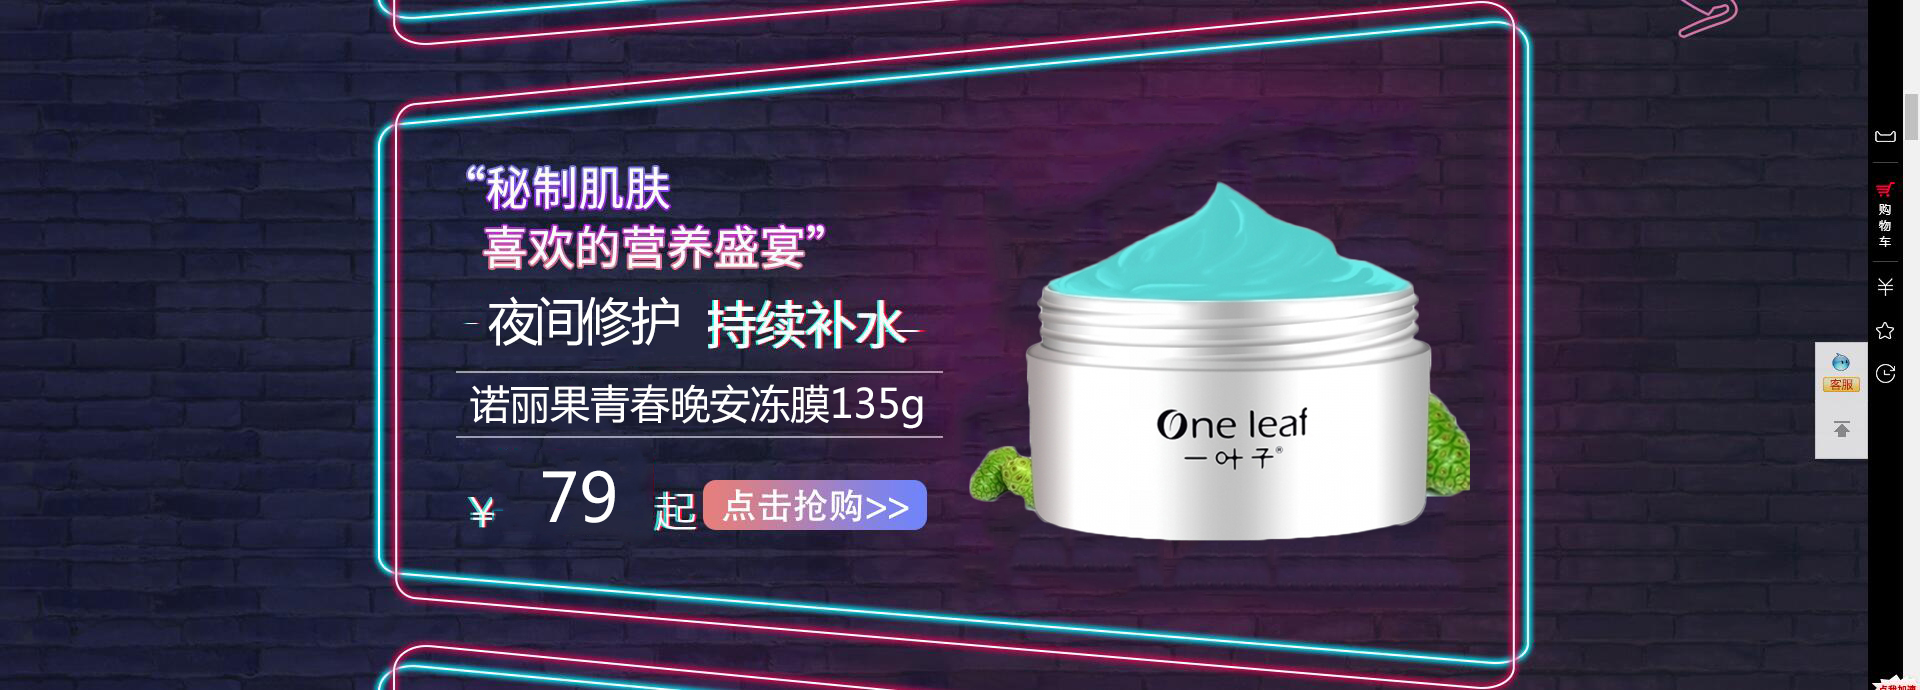 “秘制肌肤
喜欢的营养盛宴”
夜间修护 持续补水
诺丽果青春晚安冻膜135g
¥ 79 起 点击抢购>>
One leaf
一叶子®
购物车
客服